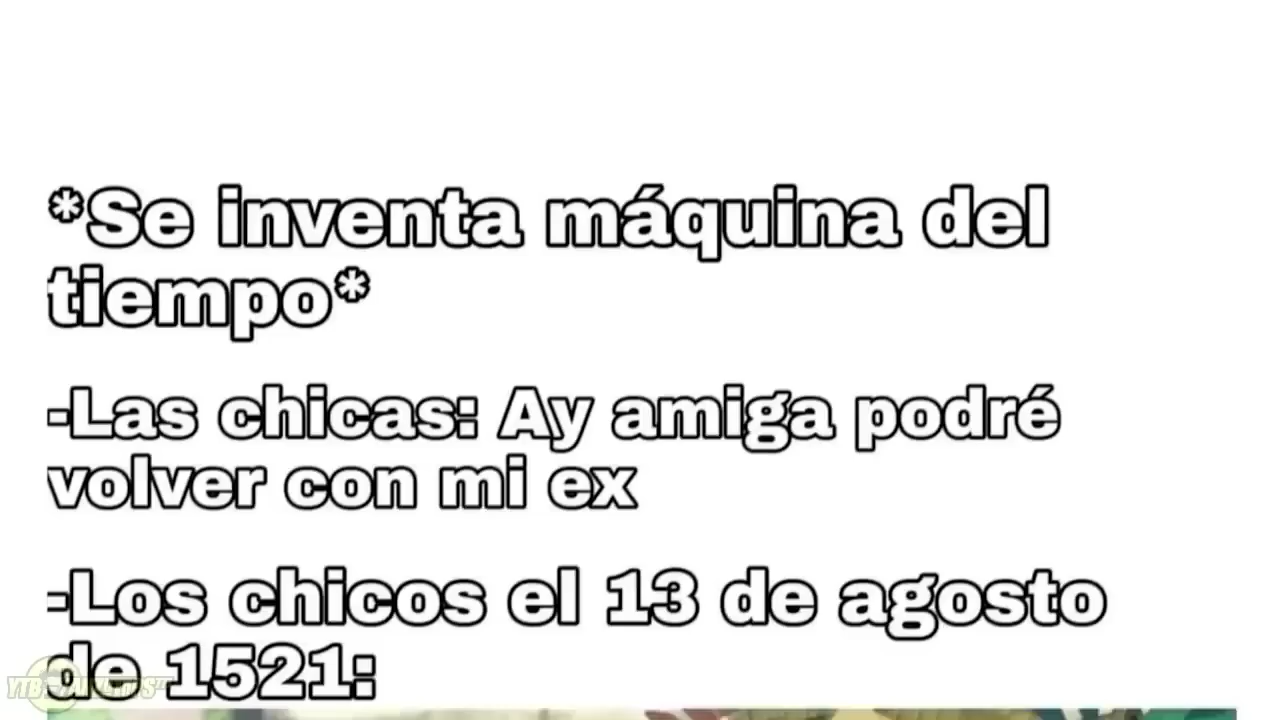 *Se inventa máquina del
tiempo*
-Las chicas: Ay amiga podré
volver con mi ex
-Los chicos el 13 de agosto
de 1521: